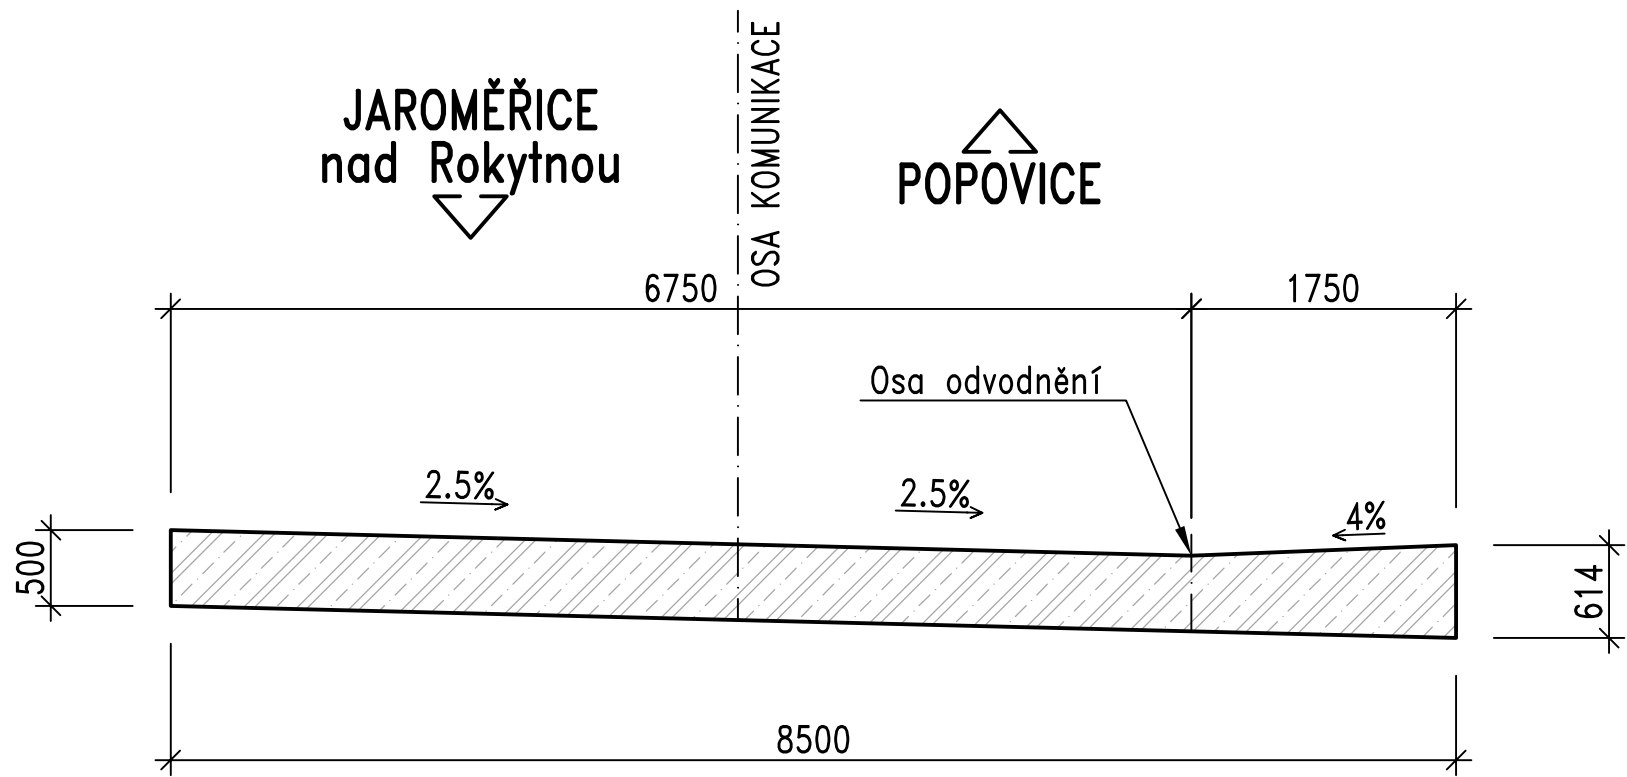 OSA KOMUNIKACE
JAROMĚŘICE
nad Rokytnou
POPOVICE
6750
1750
Osa odvodnění
2.5%
2.5%
4%
500
614
8500